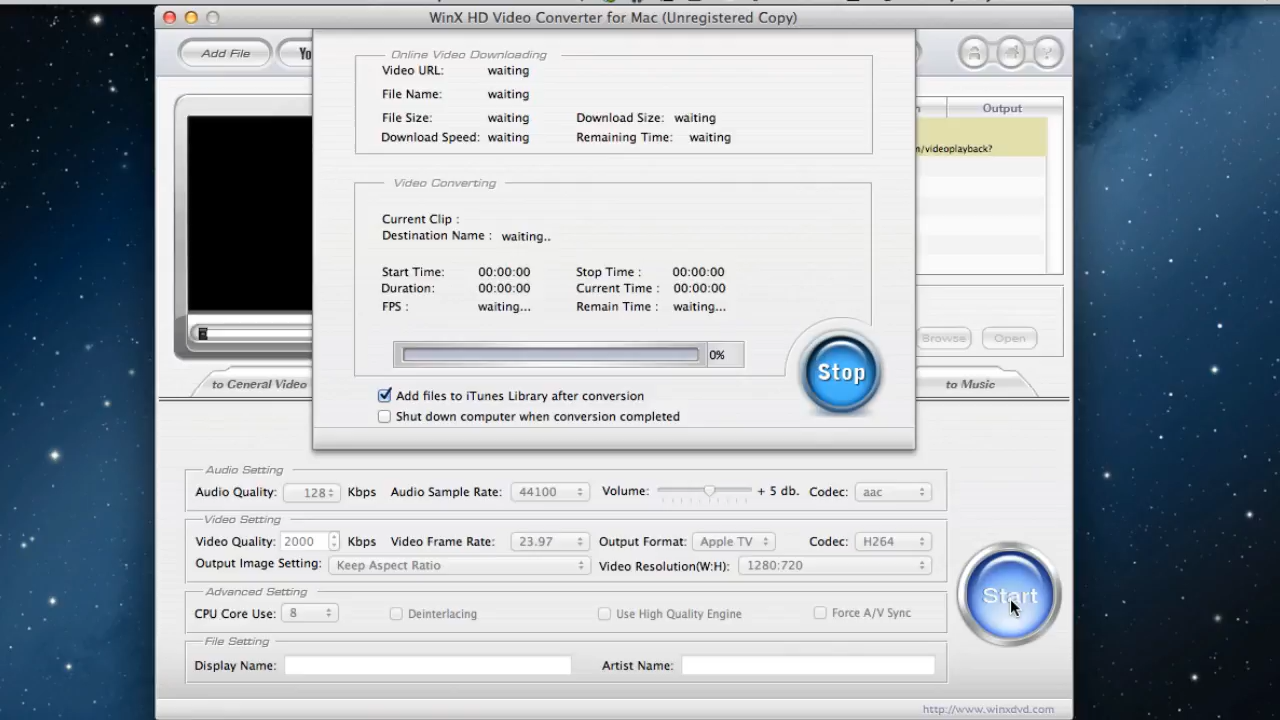 WinX HD Video Converter for Mac (Unregistered Copy)
Add File
Yo
Online Video Downloading
Video URL: waiting
File Name: waiting
File Size: waiting Download Size: waiting
Download Speed: waiting Remaining Time: waiting
Output
m/videoplayback?
Video Converting
Current Clip :
Destination Name : waiting..
Start Time: 00:00:00 Stop Time : 00:00:00
Duration: 00:00:00 Current Time : 00:00:00
FPS : waiting... Remain Time : waiting...
0%
Stop
Browse Open
to General Video
to Music
Add files to iTunes Library after conversion
Shut down computer when conversion completed
Audio Setting
Audio Quality: 128 Kbps Audio Sample Rate: 44100 Volume: + 5 db. Codec: aac
Video Setting
Video Quality: 2000 Kbps Video Frame Rate: 23.97 Output Format: Apple TV Codec: H264
Output Image Setting: Keep Aspect Ratio Video Resolution(W:H): 1280:720
Advanced Setting
CPU Core Use: 8 Deinterlacing Use High Quality Engine Force A/V Sync
Start
File Setting
Display Name: Artist Name:
http://www.winxdvd.com